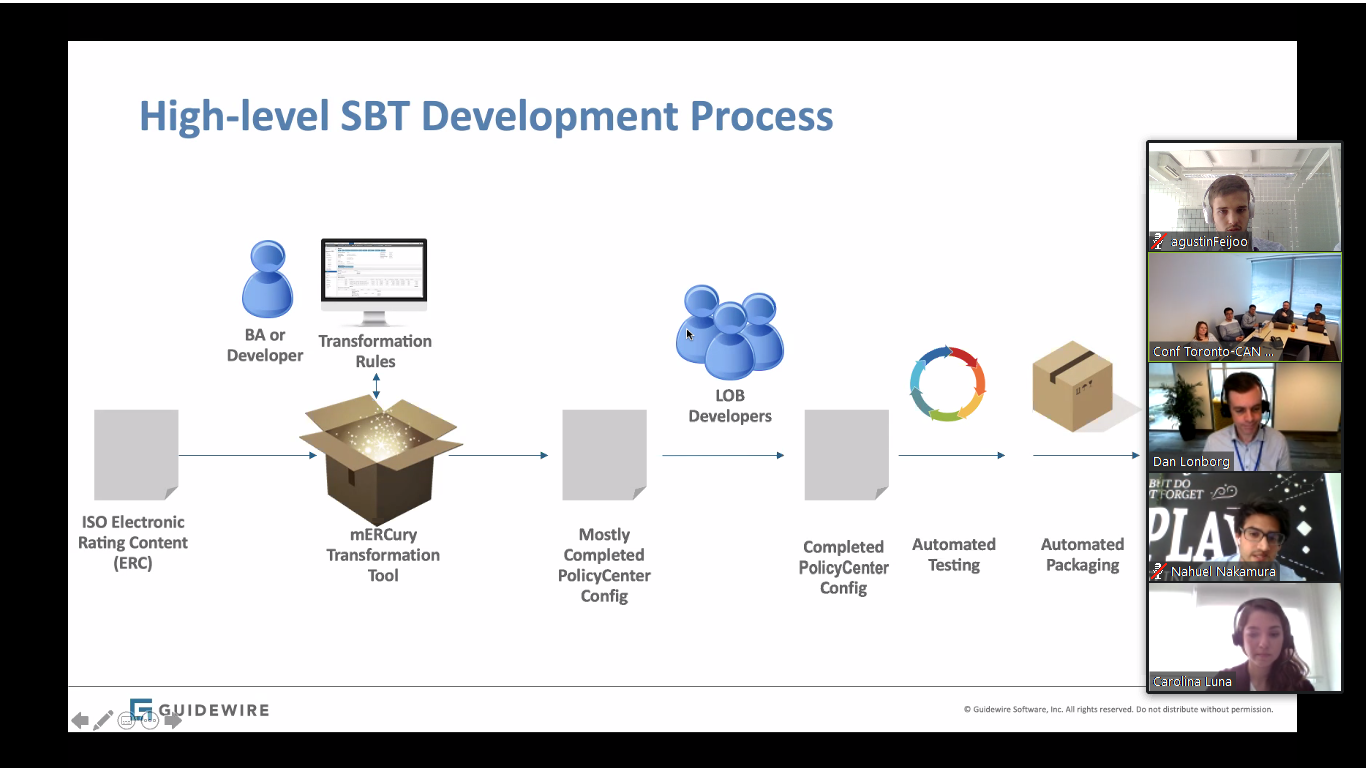 High-level SBT Development Process
BA or
Developer
Transformation
Rules
LOB
Developers
ISO Electronic
Rating Content
(ERC)
mERCury
Transformation
Tool
Mostly
Completed
PolicyCenter
Config
Completed
PolicyCenter
Config
Automated
Testing
Automated
Packaging
agustinFeijoo
Conf Toronto-CAN ...
Dan Lonborg
BUT DO
T FORGET
PLAY
Nahuel Nakamura
Carolina Luna
GUIDEWIRE
© Guidewire Software, Inc. All rights reserved. Do not distribute without permission.